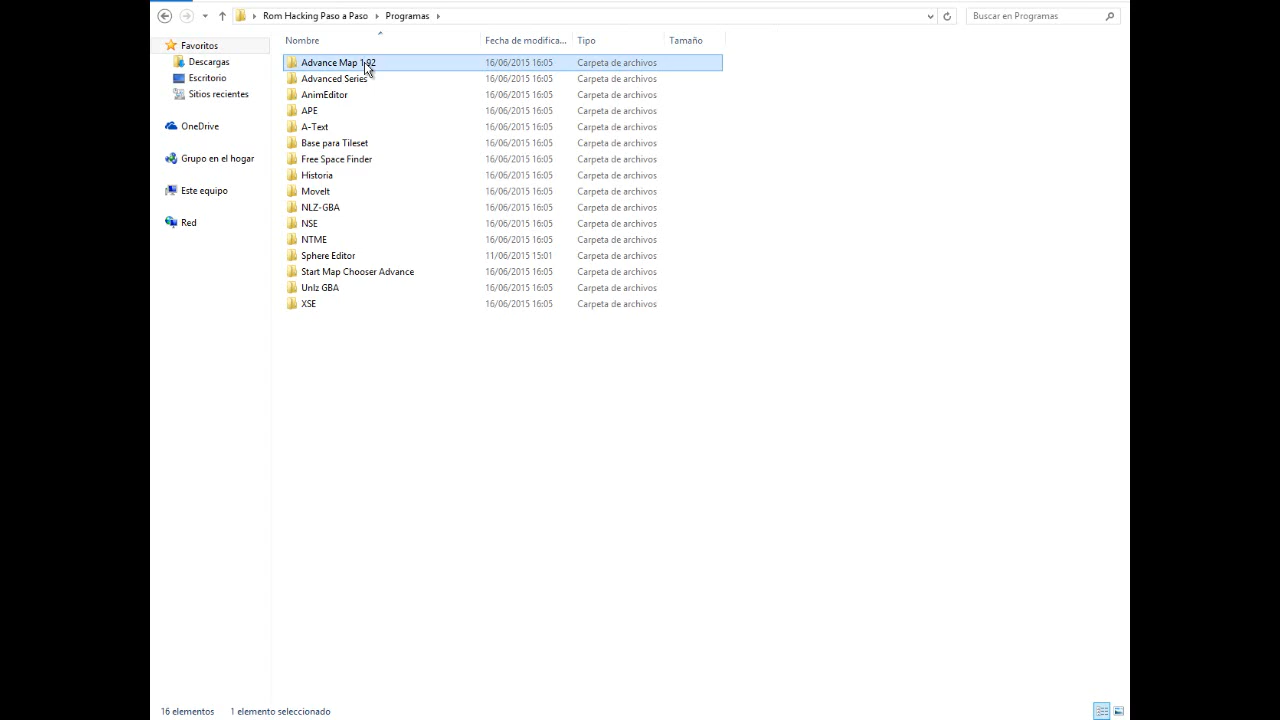 Rom Hacking Paso a Paso Programas Buscar en Programas
Nombre Fecha de modifica... Tipo Tamaño
Favoritos
Descargas
Escritorio
Sitios recientes
OneDrive
Grupo en el hogar
Este equipo
Red
Advance Map 1.92 16/06/2015 16:05 Carpeta de archivos
Advanced Series 16/06/2015 16:05 Carpeta de archivos
AnimEditor 16/06/2015 16:05 Carpeta de archivos
APE 16/06/2015 16:05 Carpeta de archivos
A-Text 16/06/2015 16:05 Carpeta de archivos
Base para Tileset 16/06/2015 16:05 Carpeta de archivos
Free Space Finder 16/06/2015 16:05 Carpeta de archivos
Historia 16/06/2015 16:05 Carpeta de archivos
MoveIt 16/06/2015 16:05 Carpeta de archivos
NLZ-GBA 16/06/2015 16:05 Carpeta de archivos
NSE 16/06/2015 16:05 Carpeta de archivos
NTME 16/06/2015 16:05 Carpeta de archivos
Sphere Editor 11/06/2015 15:01 Carpeta de archivos
Start Map Chooser Advance 16/06/2015 16:05 Carpeta de archivos
Unlz GBA 16/06/2015 16:05 Carpeta de archivos
XSE 16/06/2015 16:05 Carpeta de archivos
16 elementos 1 elemento seleccionado